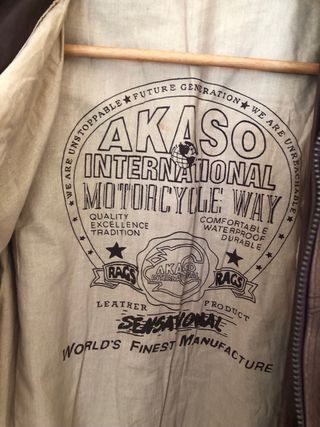 WE ARE UNSTOPPABLE ★ FUTURE GENERATION ★ WE ARE UNREACHABLE
AKASO
INTERNATIONAL
MOTORCYCLE WAY
QUALITY
EXCELLENCE
TRADITION
COMFORTABLE
WATERPROOF
DURABLE
RAGS
AKASO
INTERNATIONAL
RAGS
LEATHER PRODUCT
SENSATIONAL
WORLD'S FINEST MANUFACTURE